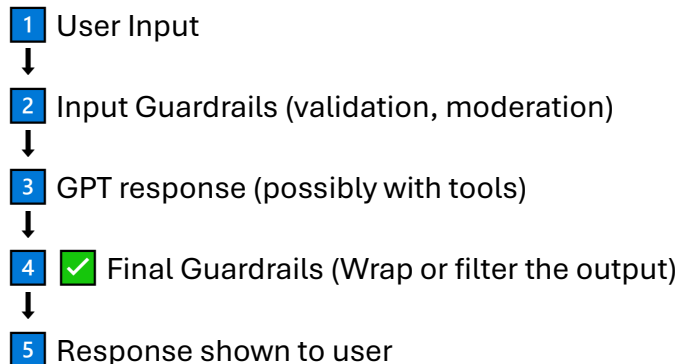 1 User Input
2 Input Guardrails (validation, moderation)
3 GPT response (possibly with tools)
4 ✅ Final Guardrails (Wrap or filter the output)
5 Response shown to user